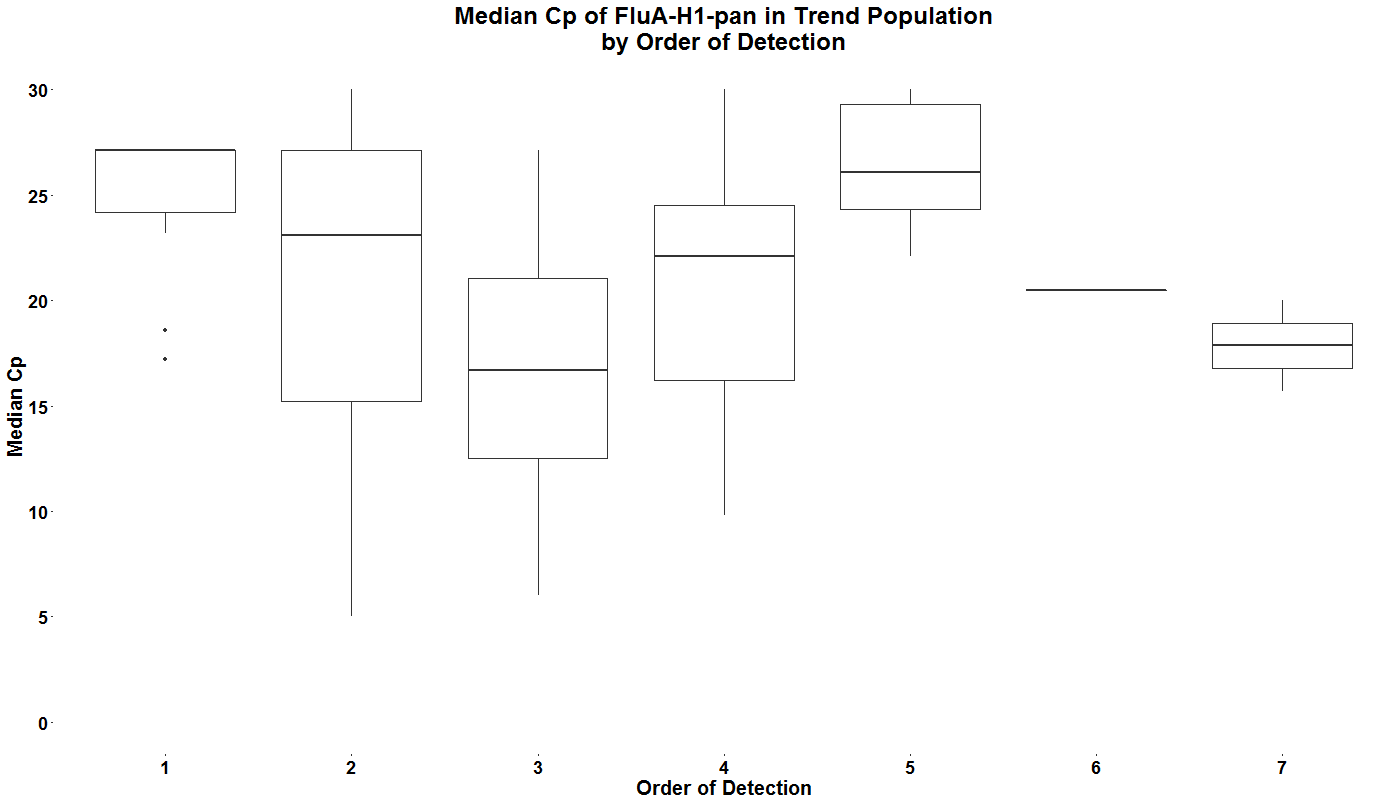 Median Cp of FluA-H1-pan in Trend Population
by Order of Detection
30
25
20
15
10
5
0
Median Cp
1 2 3 4 5 6 7
Order of Detection